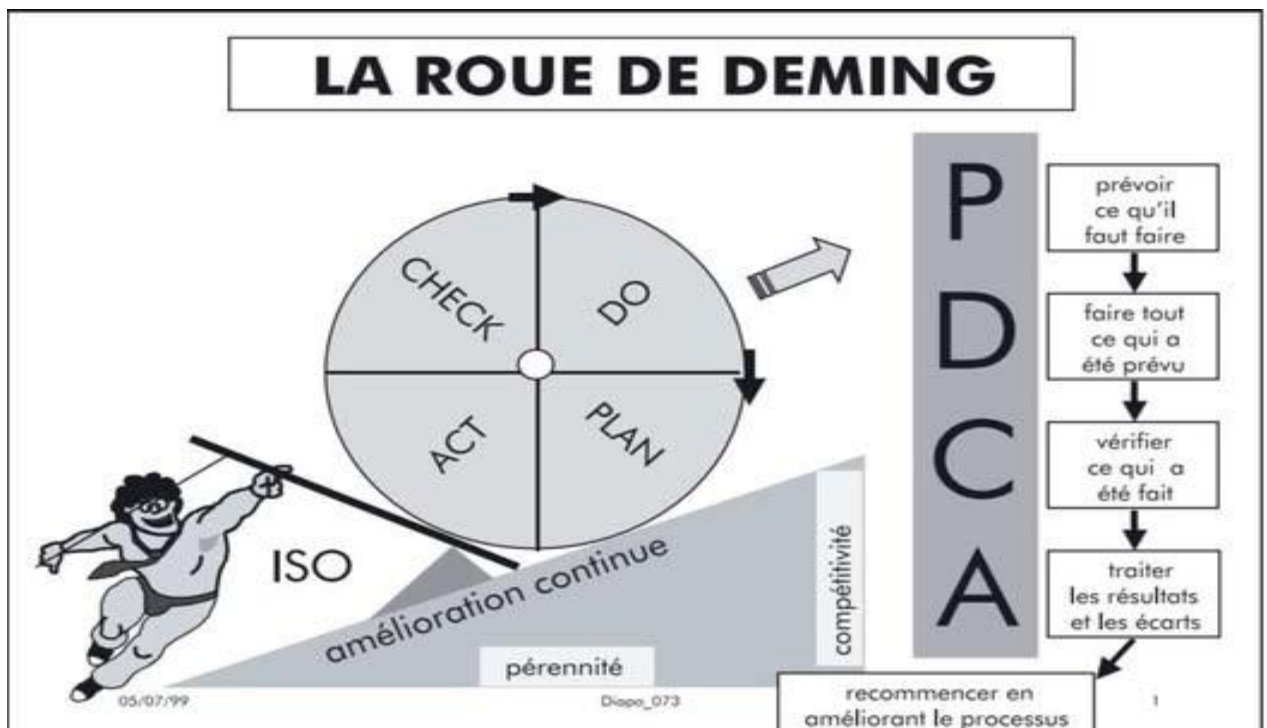 LA ROUE DE DEMING
CHECK
DO
ACT
PLAN
ISO
amélioration continue
pérennité
compétitivité
P
prévoir
ce qu'il
faut faire
D
faire tout
ce qui a
été prévu
C
vérifier
ce qui a
été fait
A
traiter
les résultats
et les écarts
recommencer en
améliorant le processus
05/07/99
Diapo_073
1